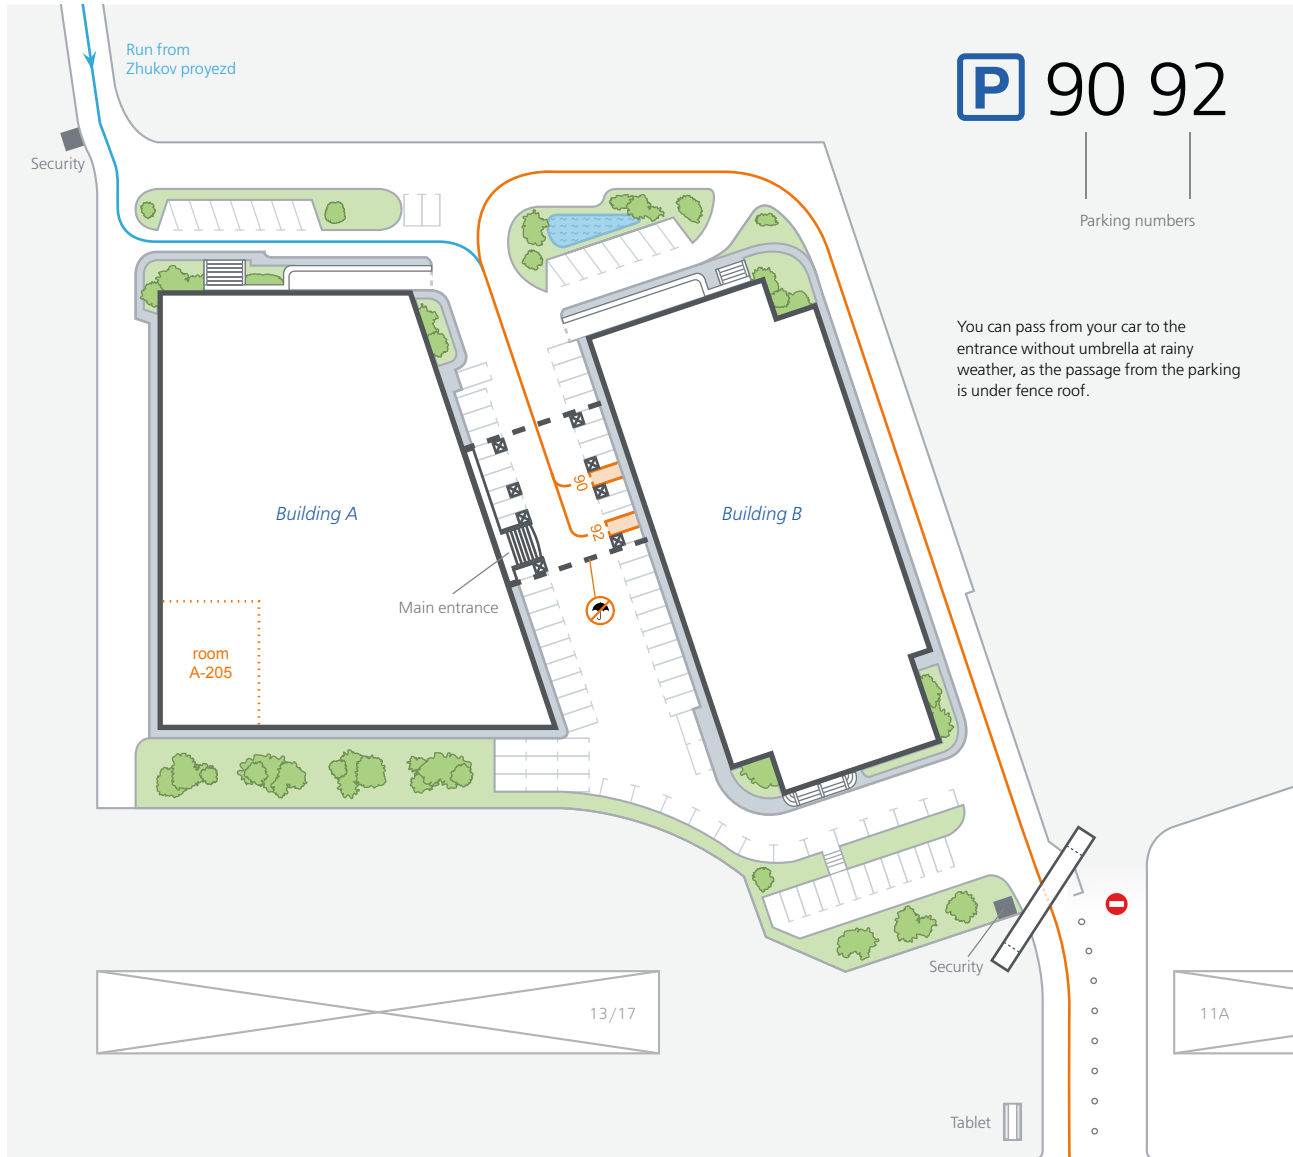 Run from
Zhukov proyezd
P 90 92
Parking numbers
Security
You can pass from your car to the
entrance without umbrella at rainy
weather, as the passage from the parking
is under fence roof.
90
92
Building A
Building B
Main entrance
room
A-205
Security
13/17
11A
Tablet